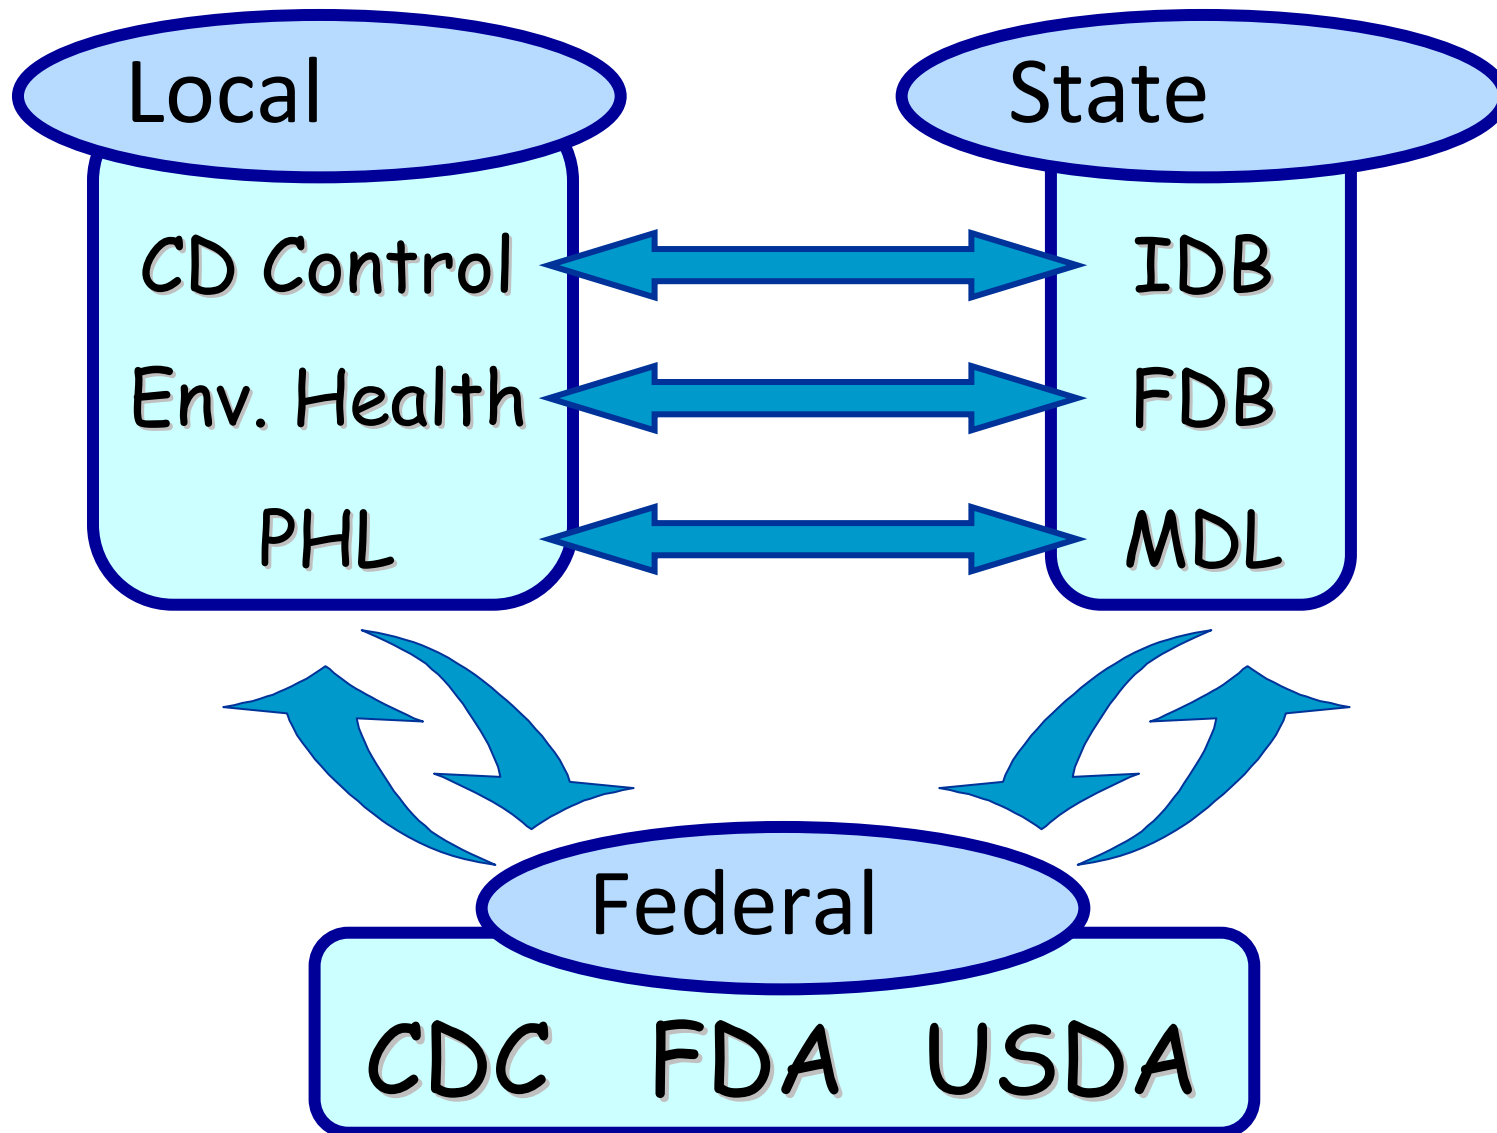 Local
CD Control
Env. Health
PHL
State
IDB
FDB
MDL
Federal
CDC FDA USDA